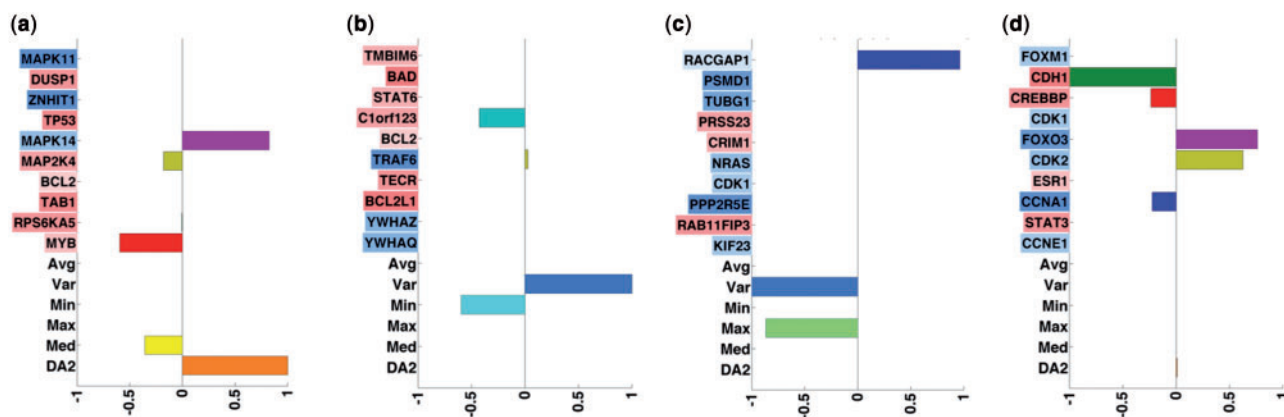 (a)
MAPK11
DUSP1
ZNHIT1
TP53
MAPK14
MAP2K4
BCL2
TAB1
RPS6KA5
MYB
Avg
Var
Min
Max
Med
DA2
-1
-0.5
0
0.5
1
(b)
TMBIM6
BAD
STAT6
C1orf123
BCL2
TRAF6
TECR
BCL2L1
YWHAZ
YWHAQ
Avg
Var
Min
Max
Med
DA2
-1
-0.5
0
0.5
1
(c)
RACGAP1
PSMD1
TUBG1
PRSS23
CRIM1
NRAS
CDK1
PPP2R5E
RAB11FIP3
KIF23
Avg
Var
Min
Max
Med
DA2
-1
-0.5
0
0.5
1
(d)
FOXM1
CDH1
CREBBP
CDK1
FOXO3
CDK2
ESR1
CCNA1
STAT3
CCNE1
Avg
Var
Min
Max
Med
DA2
-1
-0.5
0
0.5
1